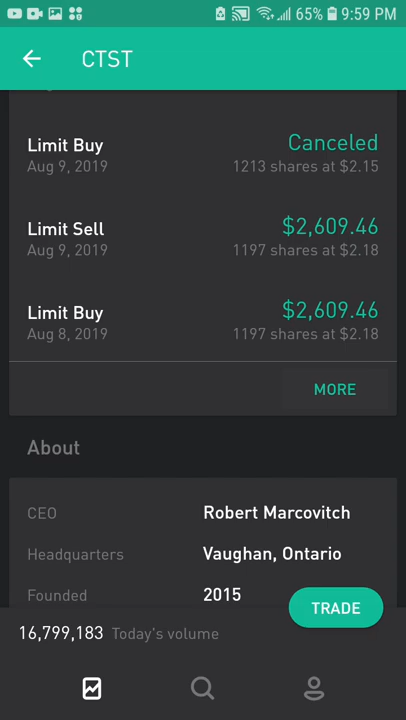 65% 9:59 PM
CTST
Limit Buy Canceled
Aug 9, 2019 1213 shares at $2.15
Limit Sell $2,609.46
Aug 9, 2019 1197 shares at $2.18
Limit Buy $2,609.46
Aug 8, 2019 1197 shares at $2.18
MORE
About
CEO Robert Marcovitch
Headquarters Vaughan, Ontario
Founded 2015
TRADE
16,799,183 Today's volume